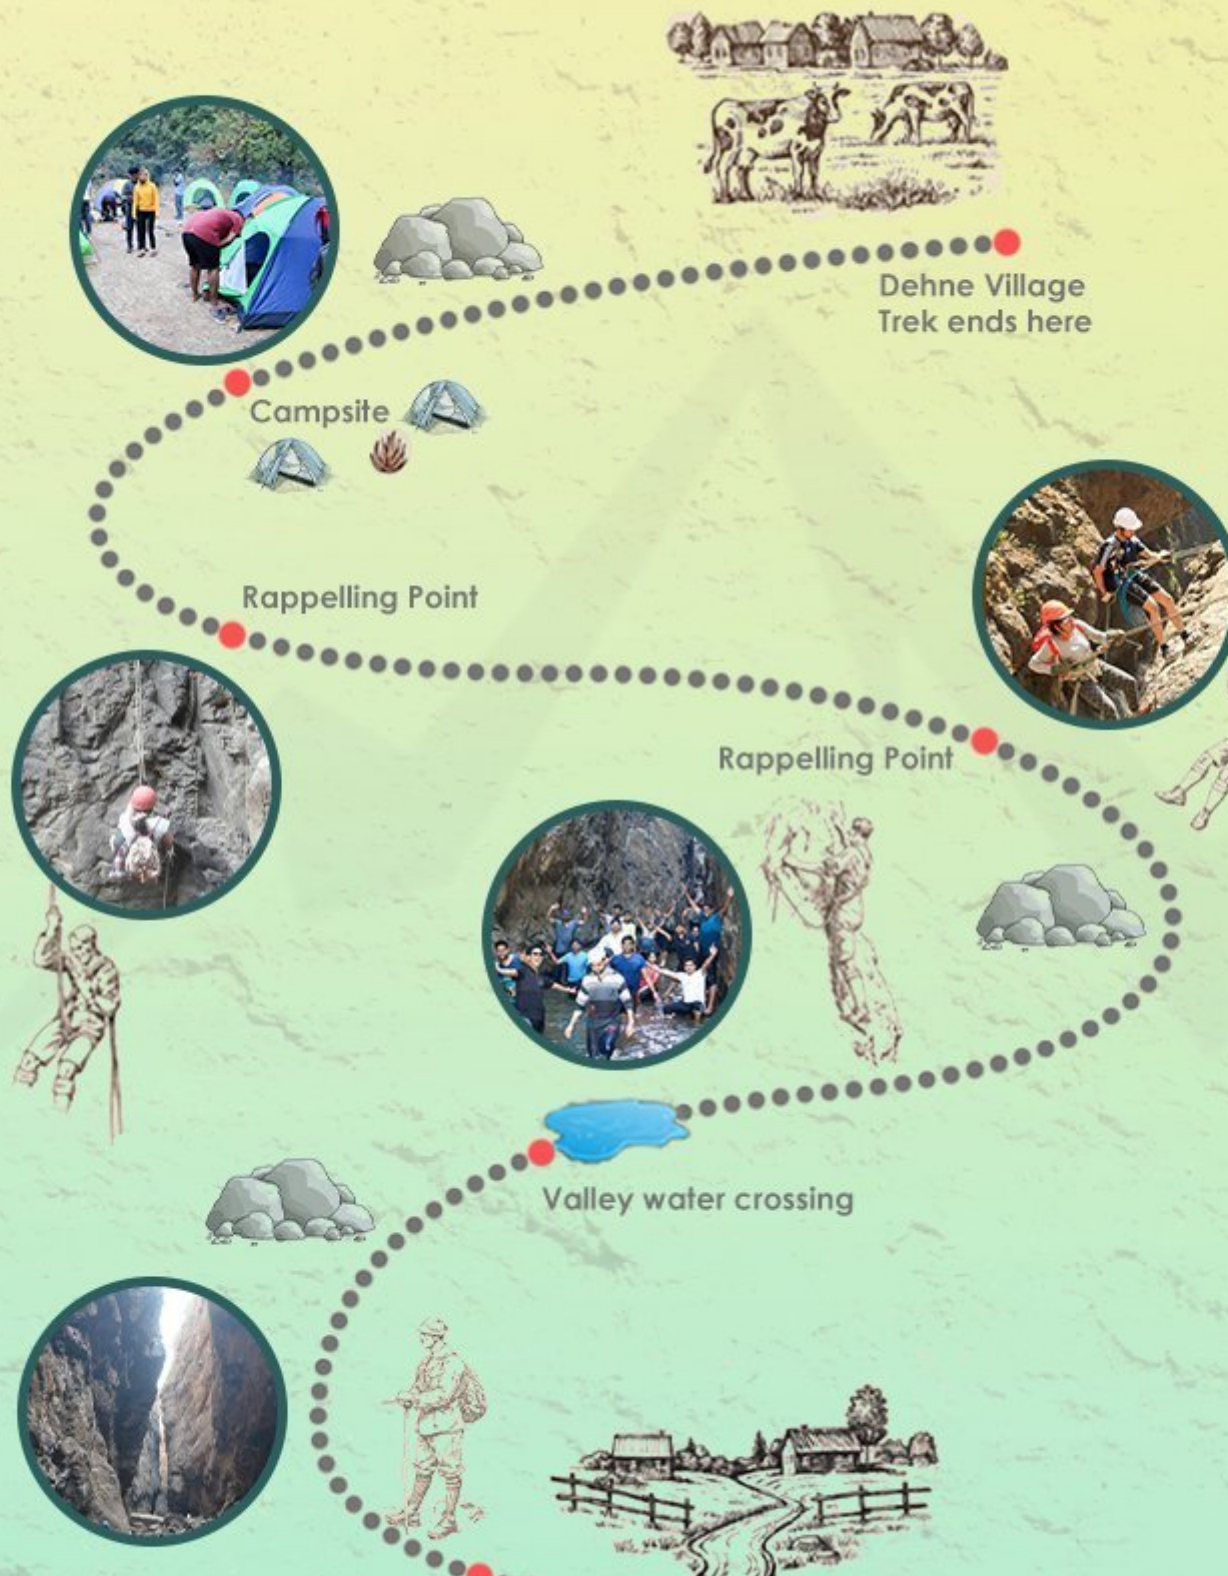 Dehne Village
Trek ends here
Campsite
Rappelling Point
Rappelling Point
Valley water crossing